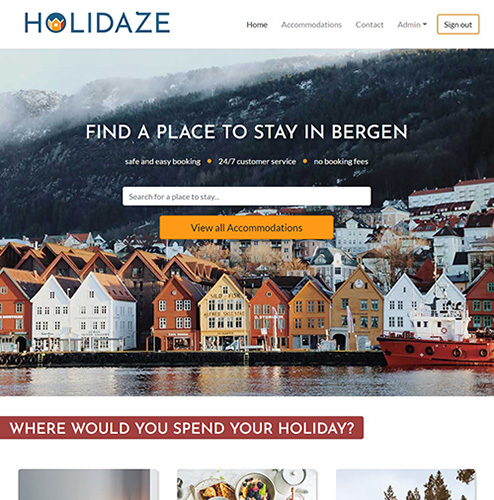 HOLIDAZE
Home Accommodations Contact Admin Sign out
FIND A PLACE TO STAY IN BERGEN
safe and easy booking • 24/7 customer service • no booking fees
Search for a place to stay...
View all Accommodations
WHERE WOULD YOU SPEND YOUR HOLIDAY?